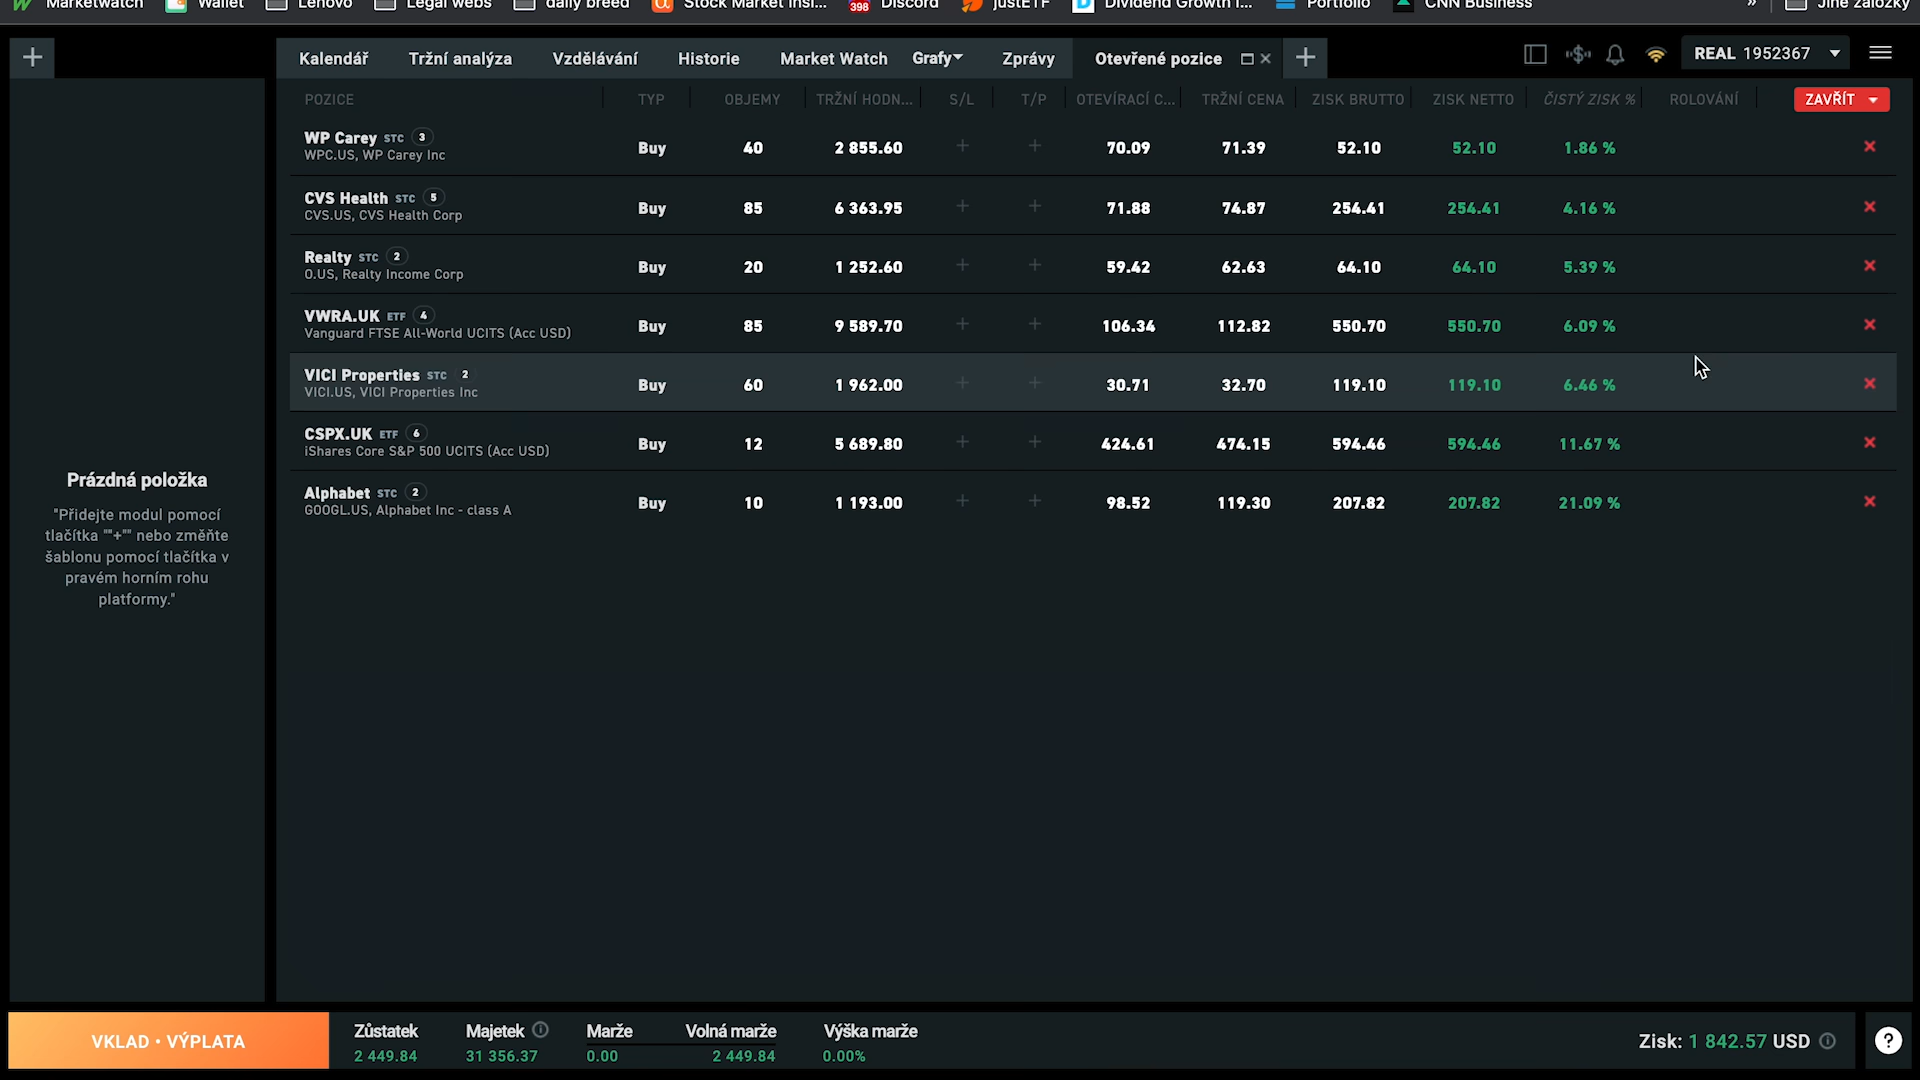 Marketwatch Wallet Lenovo Legal webs daily breed Stock Market Insi... 398 Discord justETF Dividend Growth I... Portfolio CNN Business » Jiné záložky
Kalendář Tržní analýza Vzdělávání Historie Market Watch Grafy Zprávy Otevřené pozice REAL 1952367
POZICE TYP OBJEMY TRŽNÍ HODN... S/L T/P OTEVÍRACÍ C... TRŽNÍ CENA ZISK BRUTTO ZISK NETTO ČISTÝ ZISK % ROLOVÁNÍ ZAVŘÍT
WP Carey STC 3
WPC.US, WP Carey Inc
Buy 40 2 855.60 + + 70.09 71.39 52.10 52.10 1.86 %
CVS Health STC 5
CVS.US, CVS Health Corp
Buy 85 6 363.95 + + 71.88 74.87 254.41 254.41 4.16 %
Realty STC 2
O.US, Realty Income Corp
Buy 20 1 252.60 + + 59.42 62.63 64.10 64.10 5.39 %
VWRA.UK ETF 4
Vanguard FTSE All-World UCITS (Acc USD)
Buy 85 9 589.70 + + 106.34 112.82 550.70 550.70 6.09 %
VICI Properties STC 2
VICI.US, VICI Properties Inc
Buy 60 1 962.00 + + 30.71 32.70 119.10 119.10 6.46 %
CSPX.UK ETF 6
iShares Core S&P 500 UCITS (Acc USD)
Buy 12 5 689.80 + + 424.61 474.15 594.46 594.46 11.67 %
Alphabet STC 2
GOOGL.US, Alphabet Inc - class A
Buy 10 1 193.00 + + 98.52 119.30 207.82 207.82 21.09 %
Prázdná položka
"Přidejte modul pomocí
tlačítka ""+"" nebo změňte
šablonu pomocí tlačítka v
pravém horním rohu
platformy."
VKLAD • VÝPLATA
Zůstatek Majetek Marže Volná marže Výška marže
2 449.84 31 356.37 0.00 2 449.84 0.00%
Zisk: 1 842.57 USD
?